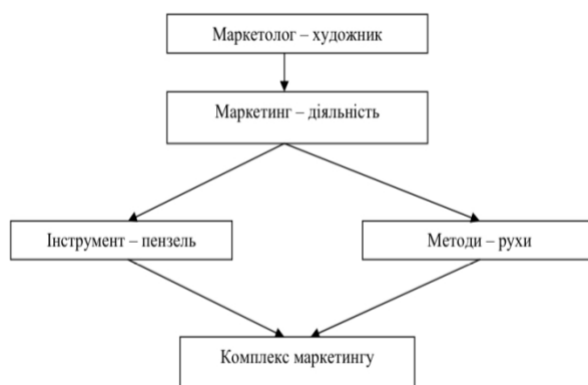 Маркетолог – художник
Маркетинг – діяльність
Інструмент – пензель
Методи – рухи
Комплекс маркетингу